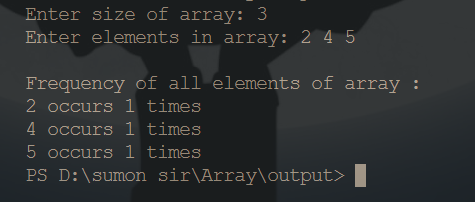 Enter size of array: 3
Enter elements in array: 2 4 5
Frequency of all elements of array :
2 occurs 1 times
4 occurs 1 times
5 occurs 1 times
PS D:\sumon sir\Array\output>